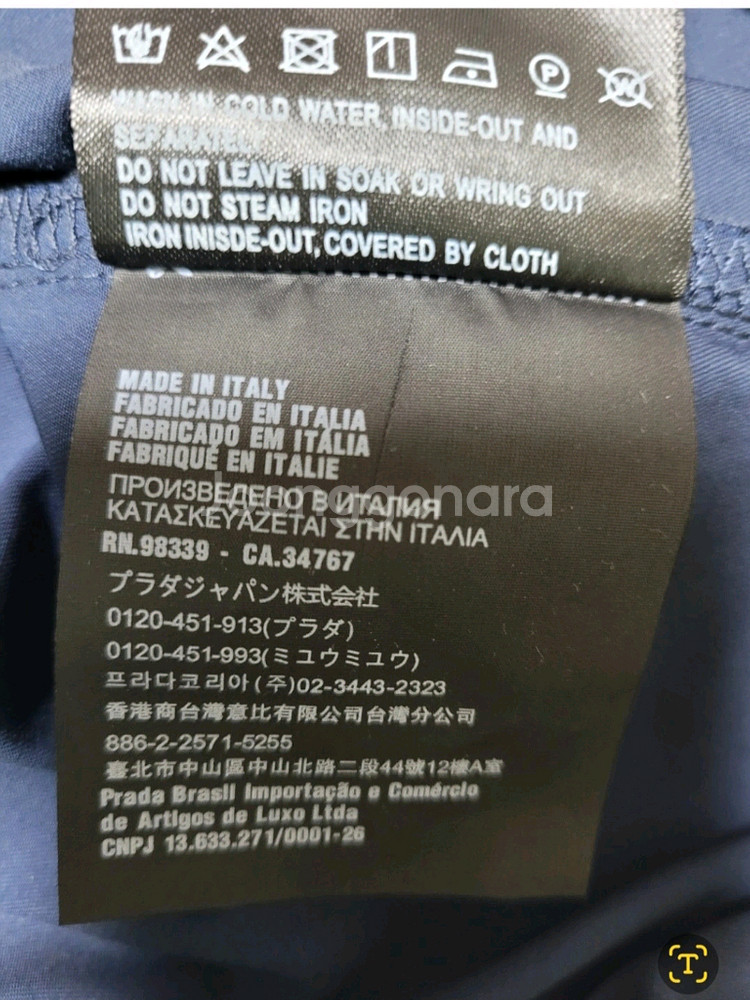 WASH IN COLD WATER, INSIDE-OUT AND
SEPARATELY
DO NOT LEAVE IN SOAK OR WRING OUT
DO NOT STEAM IRON
IRON INISDE-OUT, COVERED BY CLOTH
MADE IN ITALY
FABRICADO EN ITALIA
FABRICADO EM ITÁLIA
FABRIQUÉ EN ITALIE
ПРОИЗВЕДЕНО В ИТАЛИЯ
joonggonara
ΚΑΤΑΣΚΕΥΑΖΕΤΑΙ ΣΤΗΝ ΙΤΑΛΙΑ
RN.98339 - CA.34767
プラダジャパン株式会社
0120-451-913(プラダ)
0120-451-993(ミユウミユウ)
프라다코리아(주)02-3443-2323
香港商台灣意比有限公司台灣分公司
886-2-2571-5255
臺北市中山區中山北路二段44號12樓A室
Prada Brasil Importação e Comércio
de Artigos de Luxo Ltda
CNPJ 13.633.271/0001-26